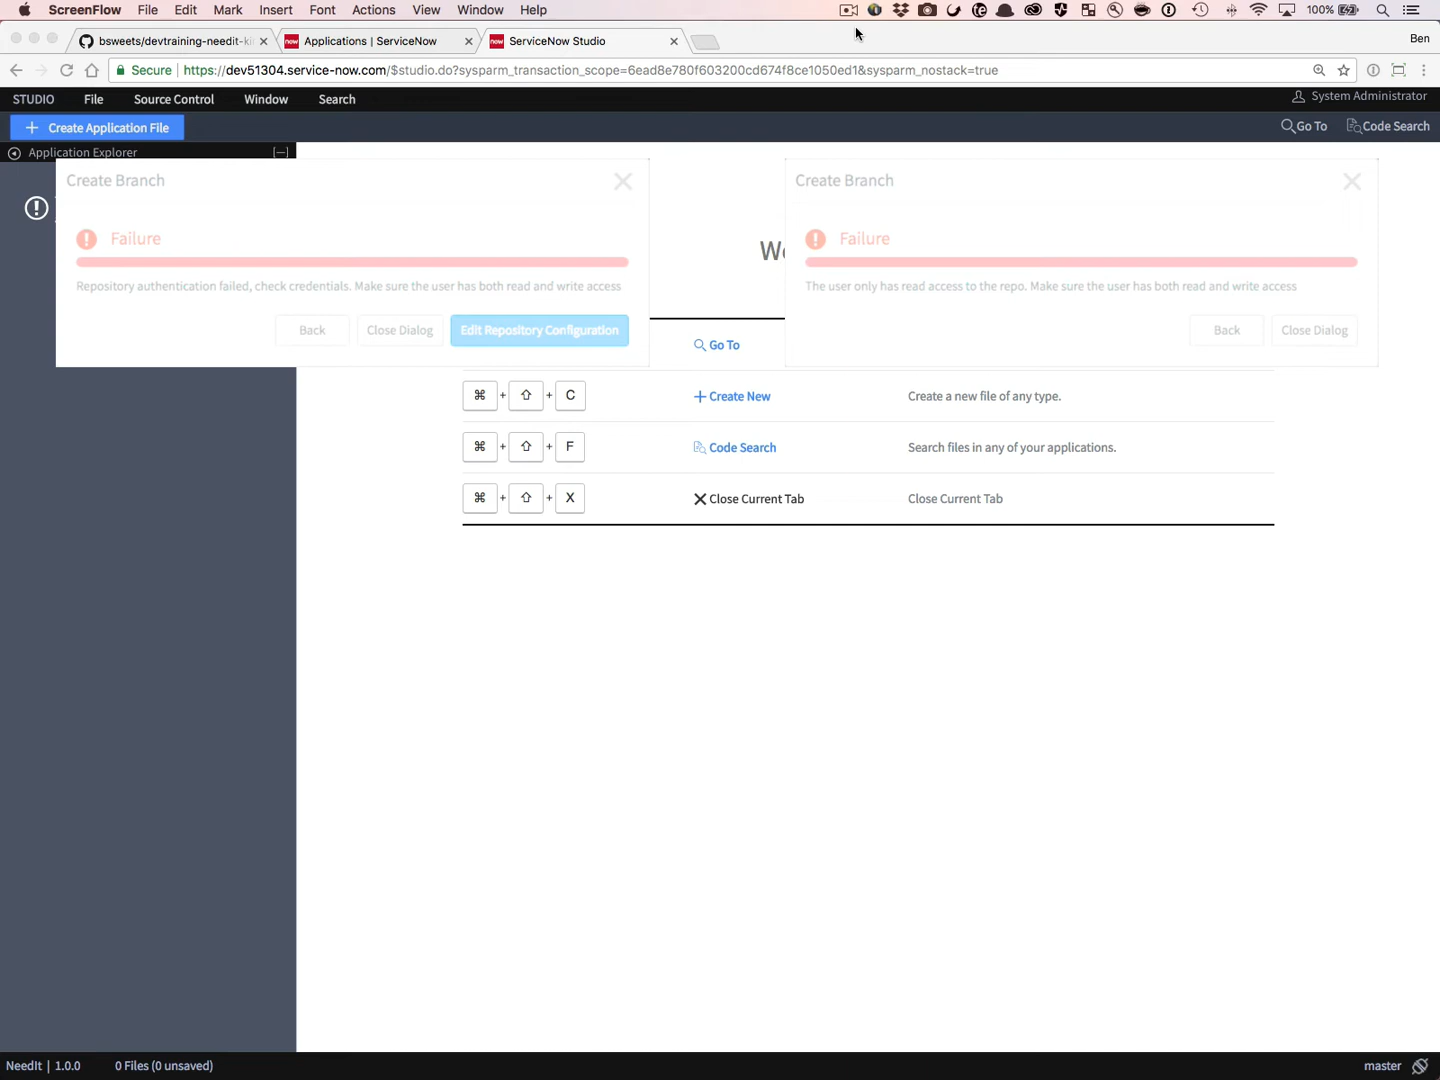 ScreenFlow File Edit Mark Insert Font Actions View Window Help 100%
bsweets/devtraining-needit-ki Applications | ServiceNow ServiceNow Studio Ben
Secure https://dev51304.service-now.com/$studio.do?sysparm_transaction_scope=6ead8e780f603200cd674f8ce1050ed1&sysparm_nostack=true
STUDIO File Source Control Window Search System Administrator
+ Create Application File Go To Code Search
Application Explorer [—]
Create Branch
Failure
Repository authentication failed, check credentials. Make sure the user has both read and write access
Back Close Dialog Edit Repository Configuration
Create Branch
Failure
The user only has read access to the repo. Make sure the user has both read and write access
Back Close Dialog
Go To
⌘ + ⇧ + C Create New Create a new file of any type.
⌘ + ⇧ + F Code Search Search files in any of your applications.
⌘ + ⇧ + X Close Current Tab Close Current Tab
NeedIt | 1.0.0 0 Files (0 unsaved) master